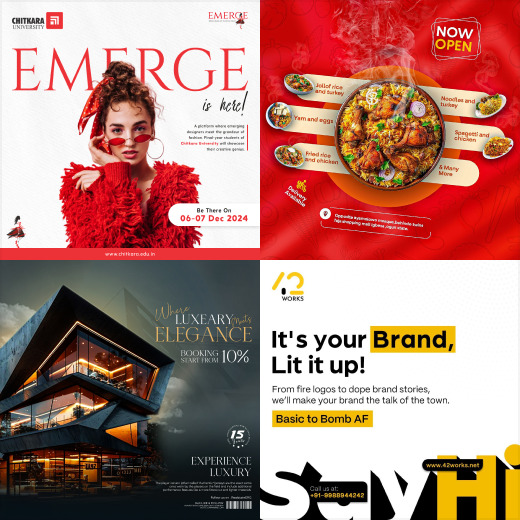 CHITKARA
UNIVERSITY
EMERGE
EMERGE
is here!
A platform where emerging
designers meet the grandeur of
fashion. Final year students of
Chitkara University will showcase
their creative genius.
Be There On
06-07 Dec 2024
www.chitkara.edu.in
NOW
OPEN
Jollof rice
and turkey
Noodles and
turkey
Yam and eggs
Spegetti and
chicken
Fried rice
and chicken
& Many
More
Delivery
Available
Where
LUXEARY Meets
ELEGANCE
BOOKING
START FROM 10%
15
EXPERIENCE
LUXURY
42
WORKS
It's your Brand,
Lit it up!
From fire logos to dope brand stories,
we'll make your brand the talk of the town.
Basic to Bomb AF
www.42works.net
Say Hi
Call us at:
+91-9988944242